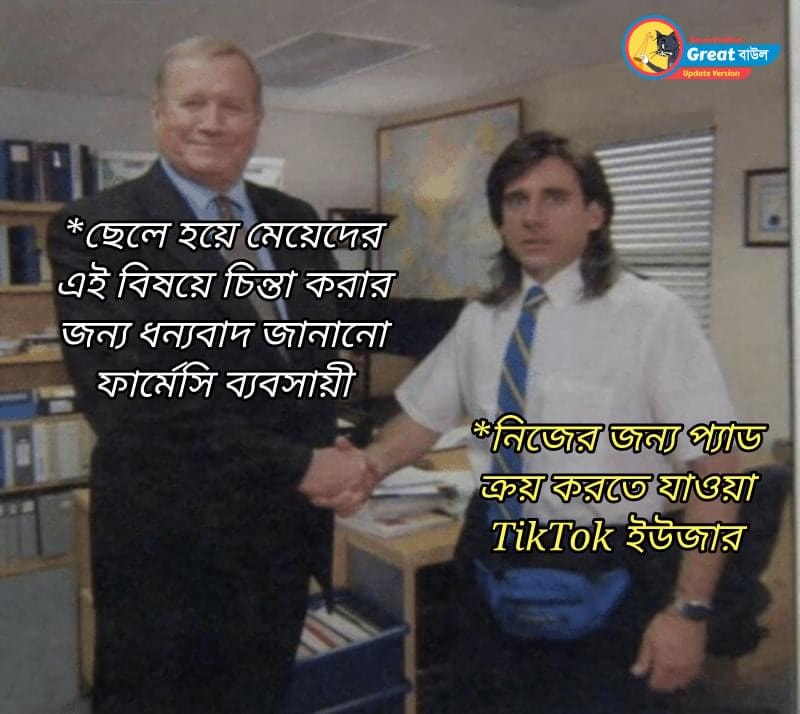 Great বাউল
Update Version
*ছেলে হয়ে মেয়েদের
এই বিষয়ে চিন্তা করার
জন্য ধন্যবাদ জানানো
ফার্মেসি ব্যবসায়ী
*নিজের জন্য প্যাড
ক্রয় করতে যাওয়া
TikTok ইউজার